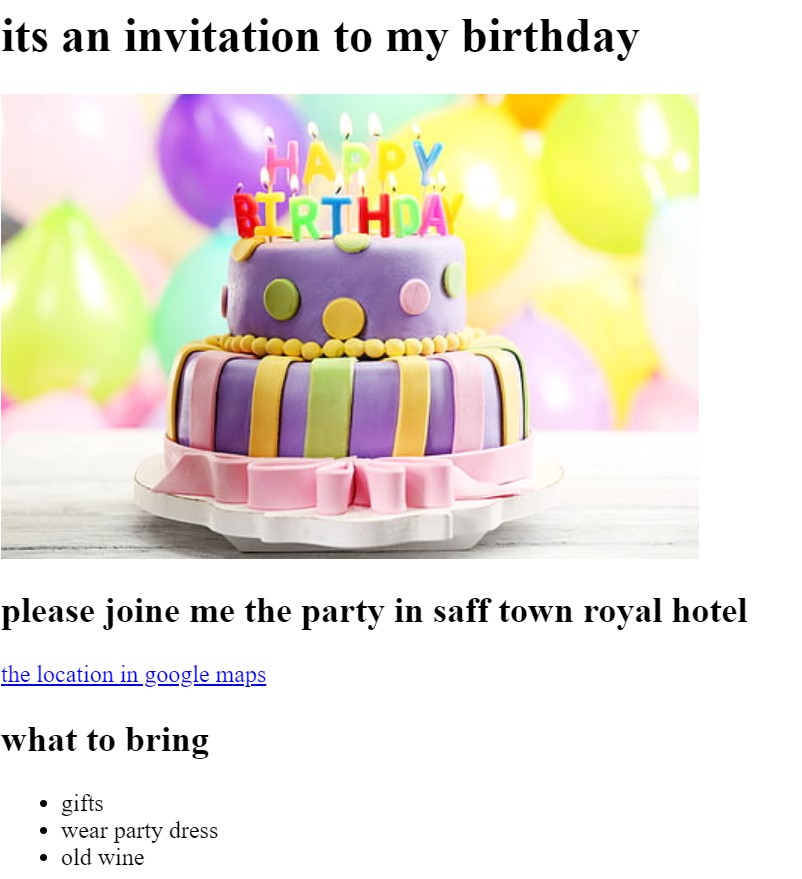 its an invitation to my birthday
HAPPY
BIRTHDAY
please joine me the party in saff town royal hotel
the location in google maps
what to bring
gifts
wear party dress
old wine